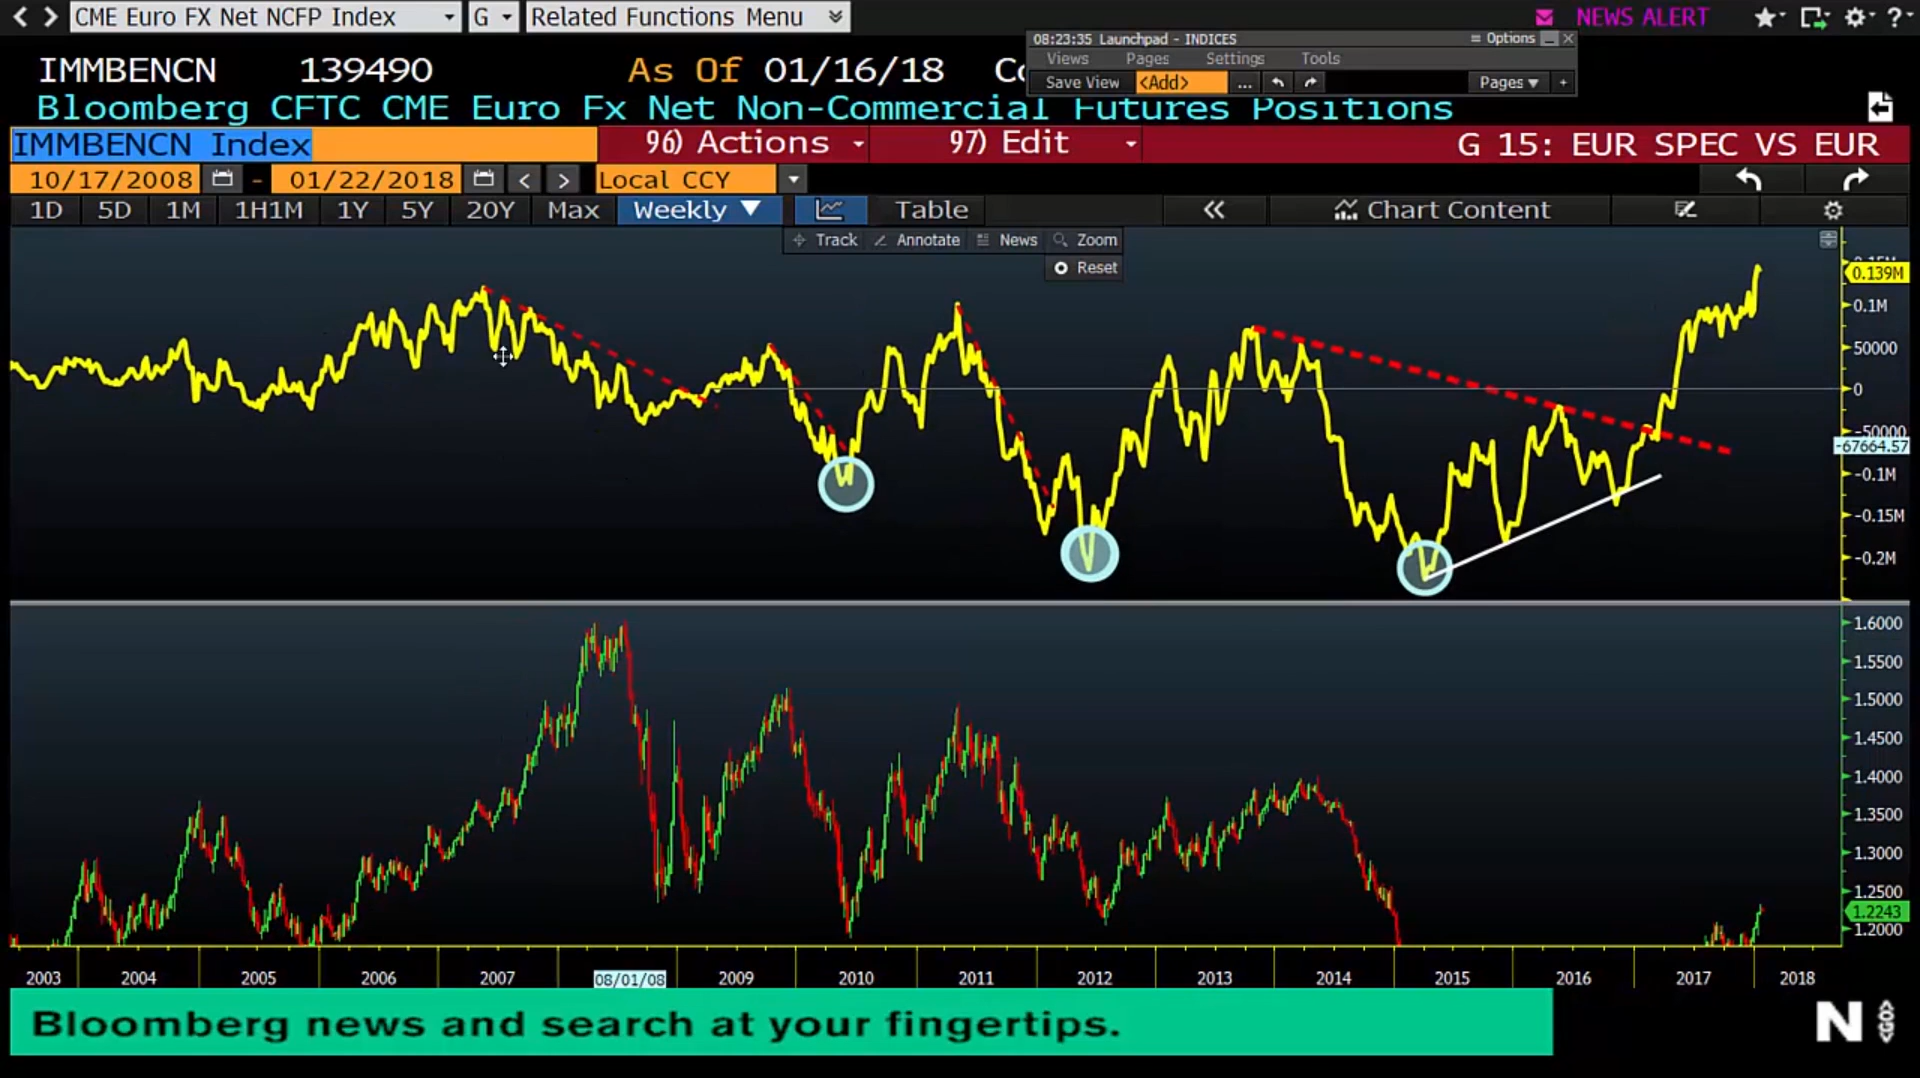 CME Euro FX Net NCFP Index G Related Functions Menu NEWS ALERT ?
08:23:35 Launchpad - INDICES Options
Views Pages Settings Tools
Save View <Add> ... Pages +
IMMBENCN 139490 As Of 01/16/18
Bloomberg CFTC CME Euro Fx Net Non-Commercial Futures Positions
IMMBENCN Index 96) Actions 97) Edit G 15: EUR SPEC VS EUR
10/17/2008 - 01/22/2018 < > Local CCY
1D 5D 1M 1H1M 1Y 5Y 20Y Max Weekly Table Chart Content
Track Annotate News Zoom
Reset
0.139M
0.1M
50000
0
-50000
-67664.57
-0.1M
-0.15M
-0.2M
1.6000
1.5500
1.5000
1.4500
1.4000
1.3500
1.3000
1.2500
1.2243
1.2000
2003 2004 2005 2006 2007 08/01/08 2009 2010 2011 2012 2013 2014 2015 2016 2017 2018
Bloomberg news and search at your fingertips.
N